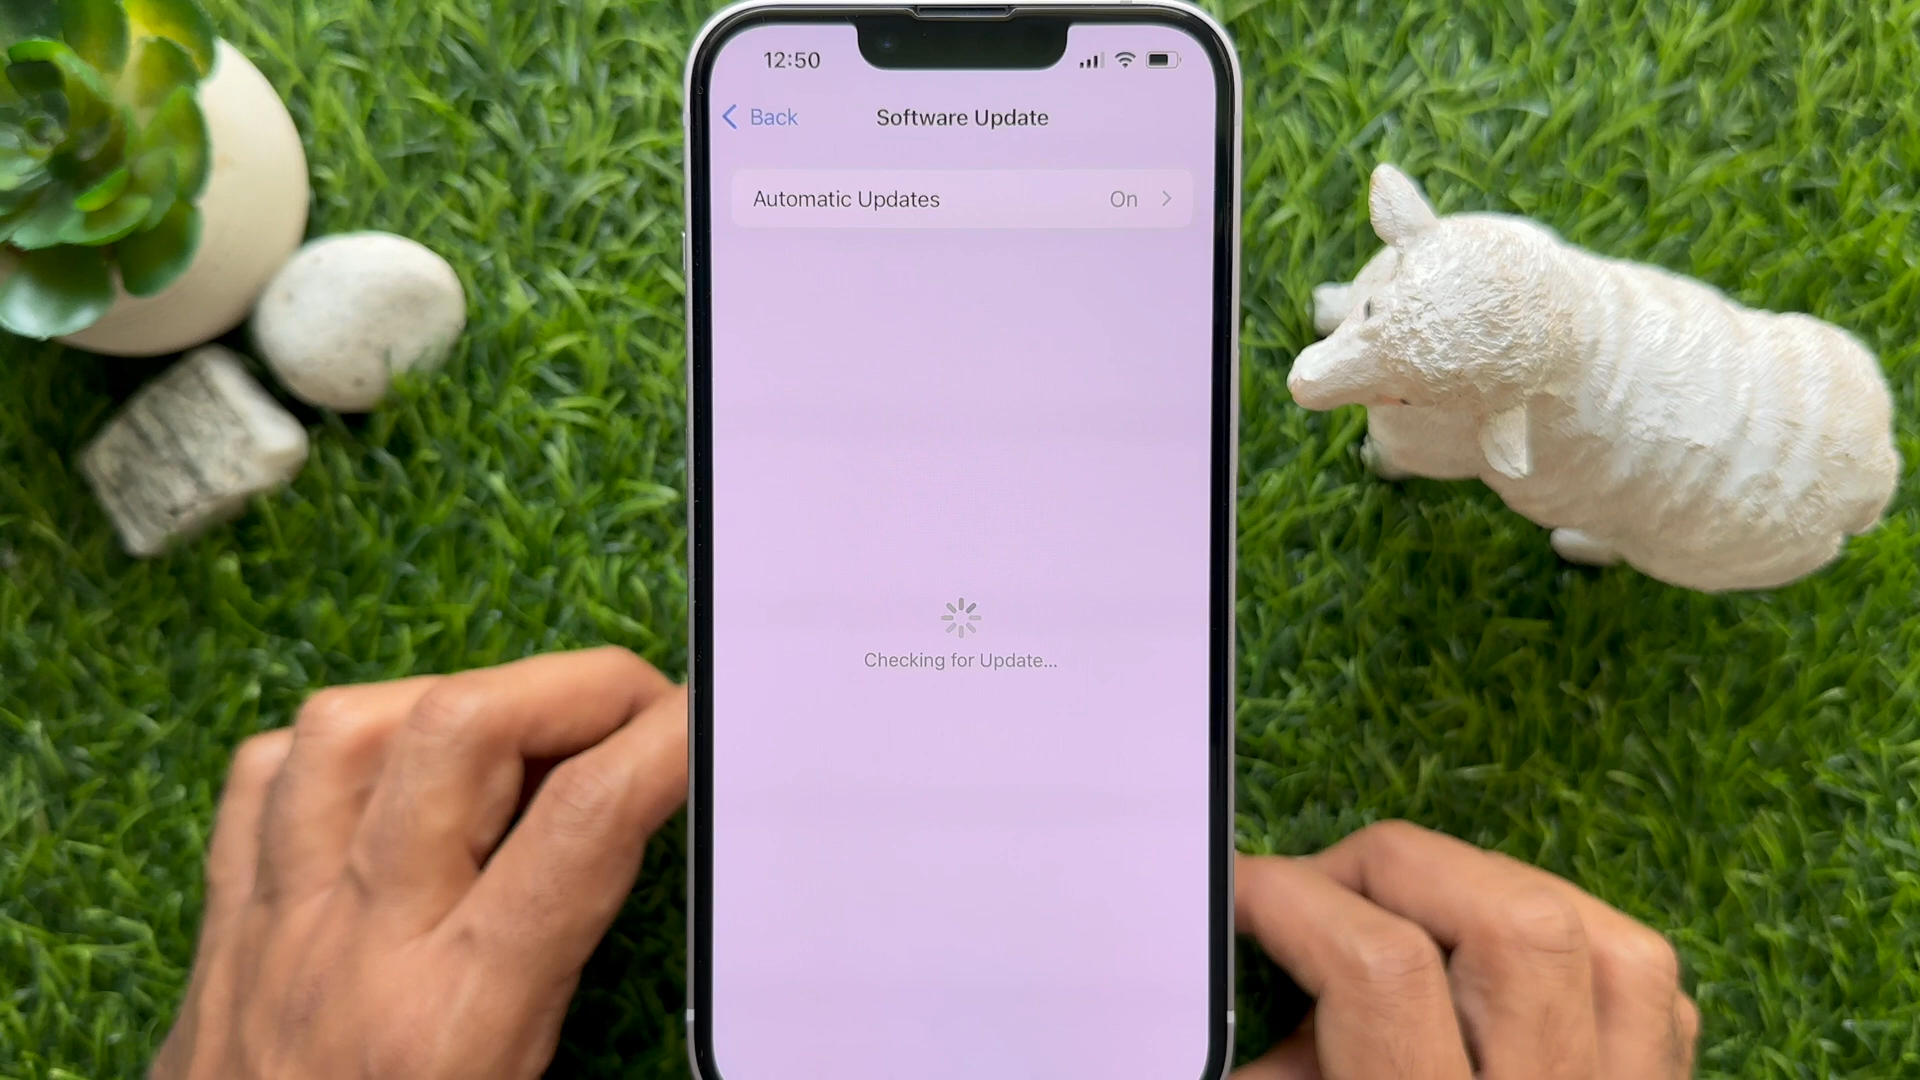 12:50
Back
Software Update
Automatic Updates On
Checking for Update...